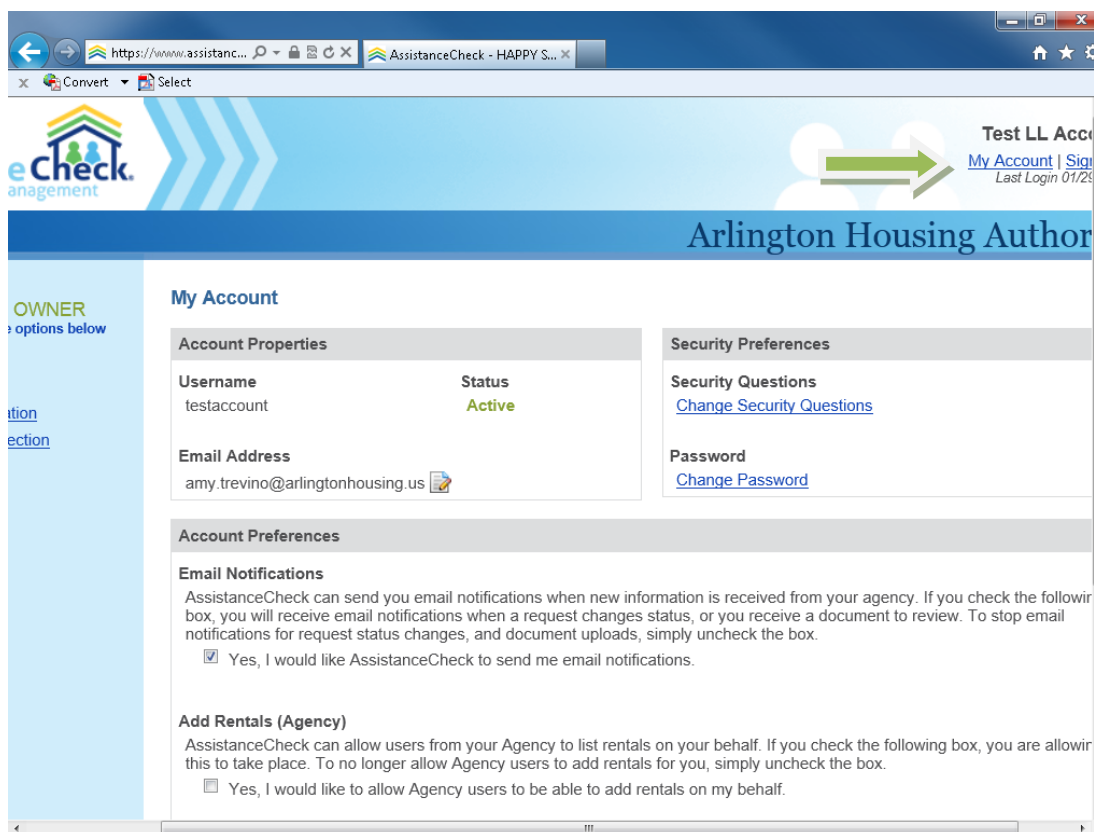 https://www.assistanc...
AssistanceCheck - HAPPY S...
x Convert Select
e Check.
anagement
Test LL Acco
My Account | Sign
Last Login 01/29
Arlington Housing Author
OWNER
e options below
ation
ection
My Account
Account Properties
Username Status
testaccount Active
Email Address
amy.trevino@arlingtonhousing.us
Security Preferences
Security Questions
Change Security Questions
Password
Change Password
Account Preferences
Email Notifications
AssistanceCheck can send you email notifications when new information is received from your agency. If you check the followin
box, you will receive email notifications when a request changes status, or you receive a document to review. To stop email
notifications for request status changes, and document uploads, simply uncheck the box.
Yes, I would like AssistanceCheck to send me email notifications.
Add Rentals (Agency)
AssistanceCheck can allow users from your Agency to list rentals on your behalf. If you check the following box, you are allowin
this to take place. To no longer allow Agency users to add rentals for you, simply uncheck the box.
Yes, I would like to allow Agency users to be able to add rentals on my behalf.